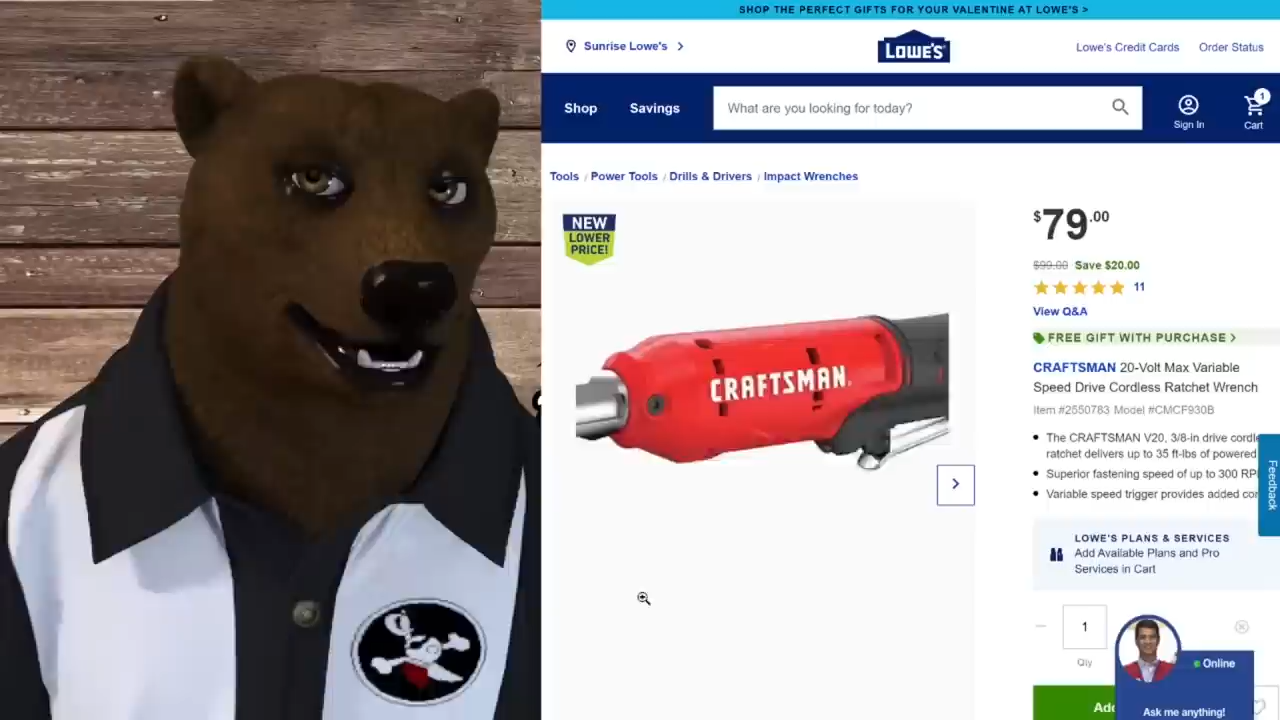 SHOP THE PERFECT GIFTS FOR YOUR VALENTINE AT LOWE'S >
Sunrise Lowe's >
LOWE'S
Lowe's Credit Cards
Order Status
Shop
Savings
What are you looking for today?
Sign In
1
Cart
Tools / Power Tools / Drills & Drivers / Impact Wrenches
NEW
LOWER
PRICE!
CRAFTSMAN
$79.00
$99.00 Save $20.00
11
View Q&A
FREE GIFT WITH PURCHASE >
CRAFTSMAN 20-Volt Max Variable
Speed Drive Cordless Ratchet Wrench
Item #2550783 Model #CMCF930B
The CRAFTSMAN V20, 3/8-in drive cordle
ratchet delivers up to 35 ft-lbs of powered
Superior fastening speed of up to 300 RP
Variable speed trigger provides added co
Feedback
LOWE'S PLANS & SERVICES
Add Available Plans and Pro
Services in Cart
1
Qty
Online
Ask me anything!
Ad